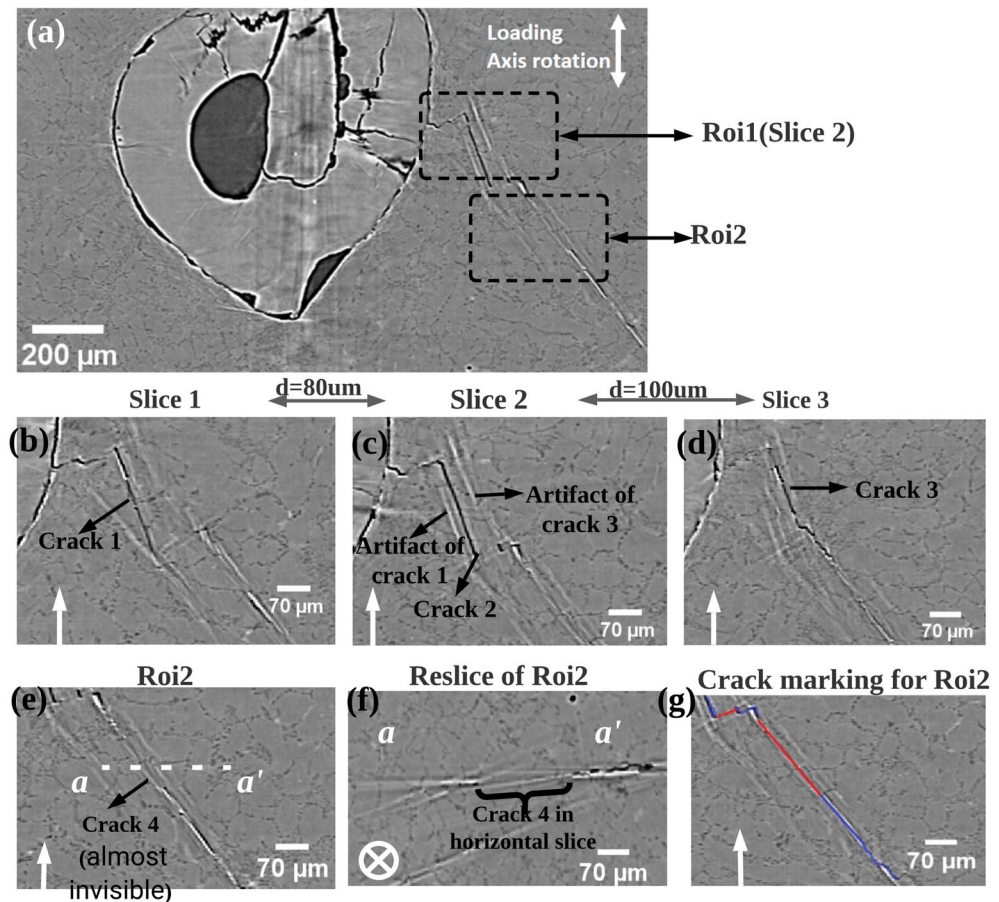 (a)
Loading
Axis rotation
Roi1(Slice 2)
Roi2
200 μm
Slice 1
d=80um
Slice 2
d=100um
Slice 3
(b)
Crack 1
70 μm
(c)
Artifact of
crack 3
Artifact of
crack 1
Crack 2
70 μm
(d)
Crack 3
70 μm
Roi2
(e)
a
a'
Crack 4
(almost
invisible)
70 μm
Reslice of Roi2
(f)
a
a'
Crack 4 in
horizontal slice
70 μm
Crack marking for Roi2
(g)
70 μm